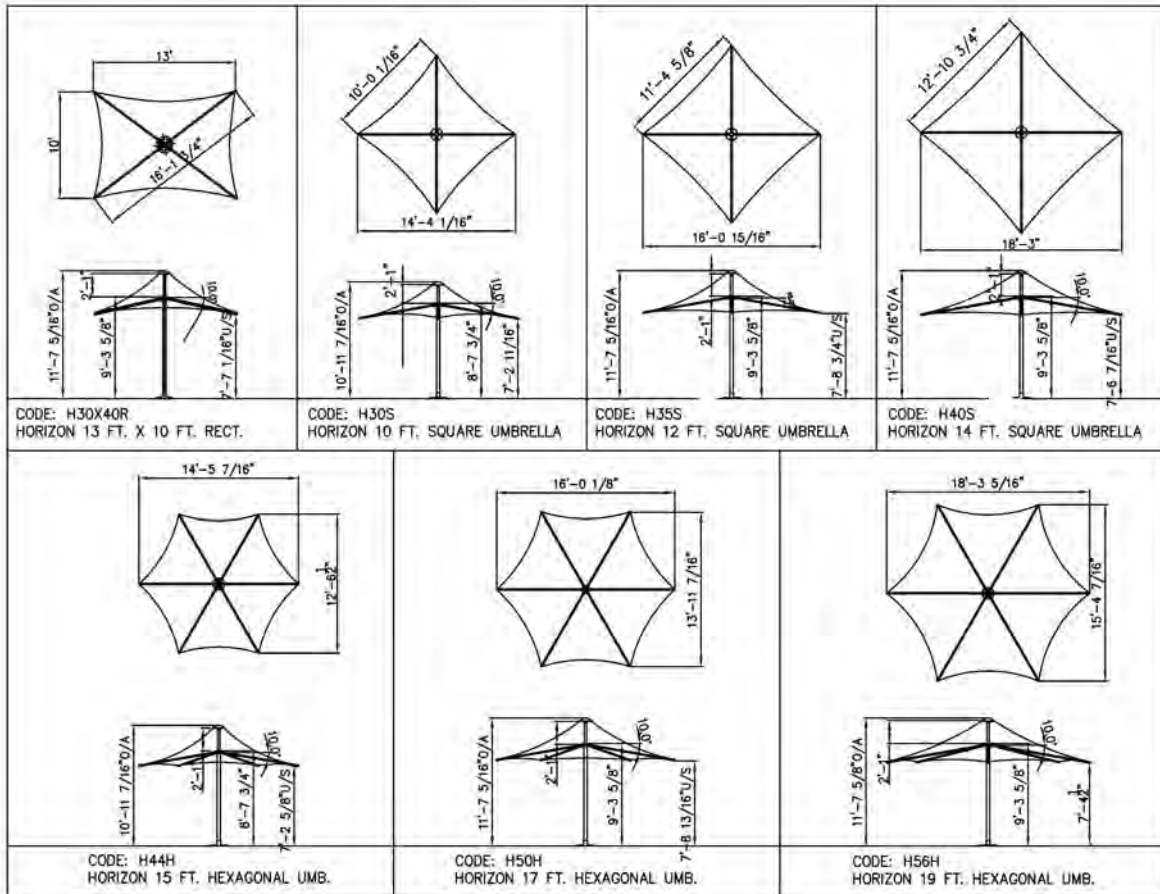 13'
10'
16'-1 3/4"
11'-7 5/16"O/A
2'-1"
9'-3 5/8"
10.0°
7'-7 1/16"U/S
CODE: H30X40R
HORIZON 13 FT. X 10 FT. RECT.
10'-0 1/16"
14'-4 1/16"
10'-11 7/16"O/A
2'-1"
8'-7 3/4"
10.0°
7'-2 11/16"
CODE: H30S
HORIZON 10 FT. SQUARE UMBRELLA
11'-4 5/8"
16'-0 15/16"
11'-7 5/16"O/A
2'-1"
9'-3 5/8"
7'-8 3/4"U/S
CODE: H35S
HORIZON 12 FT. SQUARE UMBRELLA
12'-10 3/4"
18'-3"
11'-7 5/16"O/A
2'-1"
9'-3 5/8"
10.0°
7'-6 7/16"U/S
CODE: H40S
HORIZON 14 FT. SQUARE UMBRELLA
14'-5 7/16"
12'-6 1/2"
10'-11 7/16"O/A
2'-1"
8'-7 3/4"
10.0°
7'-2 5/8"U/S
CODE: H44H
HORIZON 15 FT. HEXAGONAL UMB.
16'-0 1/8"
13'-11 7/16"
11'-7 5/16"O/A
2'-1"
9'-3 5/8"
10.0°
7'-8 13/16"U/S
CODE: H50H
HORIZON 17 FT. HEXAGONAL UMB.
18'-3 5/16"
15'-4 7/16"
11'-7 5/8"O/A
2'-1"
9'-3 5/8"
10.0°
7'-4 1/2"
CODE: H56H
HORIZON 19 FT. HEXAGONAL UMB.